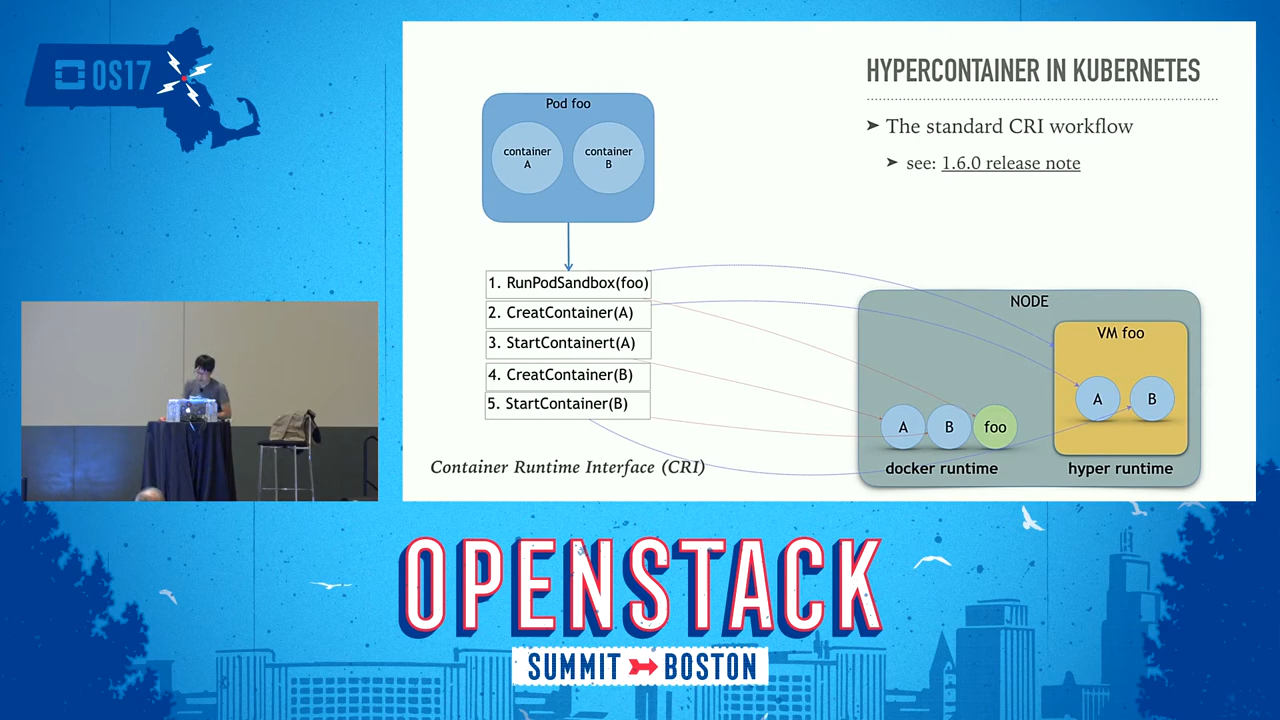 OS17
HYPERCONTAINER IN KUBERNETES
➤ The standard CRI workflow
➤ see: 1.6.0 release note
Pod foo
container
A
container
B
1. RunPodSandbox(foo)
2. CreatContainer(A)
3. StartContainert(A)
4. CreatContainer(B)
5. StartContainer(B)
Container Runtime Interface (CRI)
NODE
VM foo
A
B
A
B
foo
docker runtime
hyper runtime
OPENSTACK
SUMMIT
BOSTON